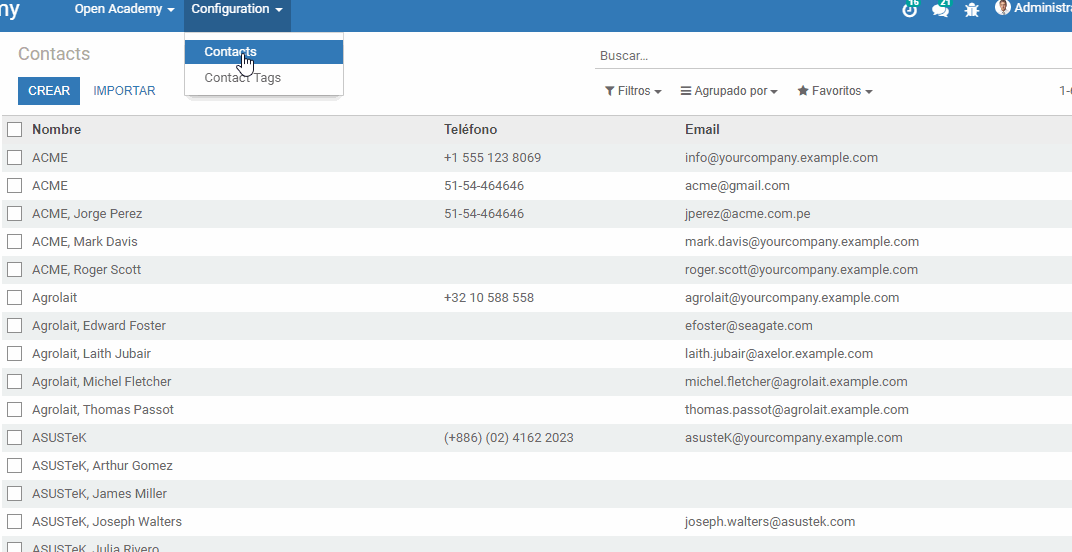 ny Open Academy Configuration 16 21 Administra
Contacts
Contact Tags
Contacts
Buscar...
CREAR IMPORTAR
Filtros Agrupado por Favoritos 1-6
Nombre Teléfono Email
ACME +1 555 123 8069 info@yourcompany.example.com
ACME 51-54-464646 acme@gmail.com
ACME, Jorge Perez 51-54-464646 jperez@acme.com.pe
ACME, Mark Davis mark.davis@yourcompany.example.com
ACME, Roger Scott roger.scott@yourcompany.example.com
Agrolait +32 10 588 558 agrolait@yourcompany.example.com
Agrolait, Edward Foster efoster@seagate.com
Agrolait, Laith Jubair laith.jubair@axelor.example.com
Agrolait, Michel Fletcher michel.fletcher@agrolait.example.com
Agrolait, Thomas Passot thomas.passot@agrolait.example.com
ASUSTeK (+886) (02) 4162 2023 asusteK@yourcompany.example.com
ASUSTeK, Arthur Gomez
ASUSTeK, James Miller
ASUSTeK, Joseph Walters joseph.walters@asustek.com
ASUSTeK, Julia Rivero